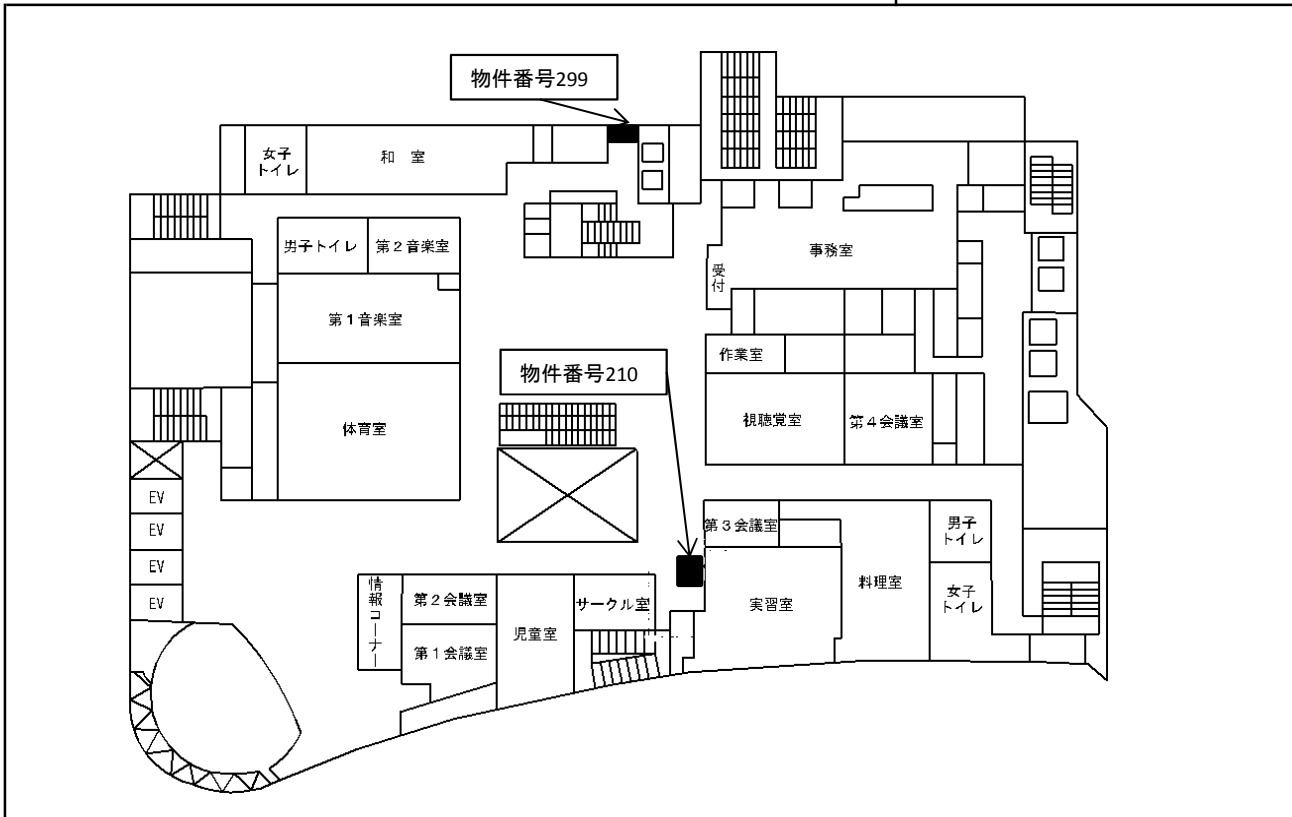 物件番号299
女子
トイレ
和 室
男子トイレ
第2音楽室
事務室
受付
第1音楽室
物件番号210
作業室
体育室
視聴覚室
第4会議室
EV
EV
EV
EV
第3会議室
男子
トイレ
情報コーナー
第2会議室
サークル室
実習室
料理室
女子
トイレ
児童室
第1会議室